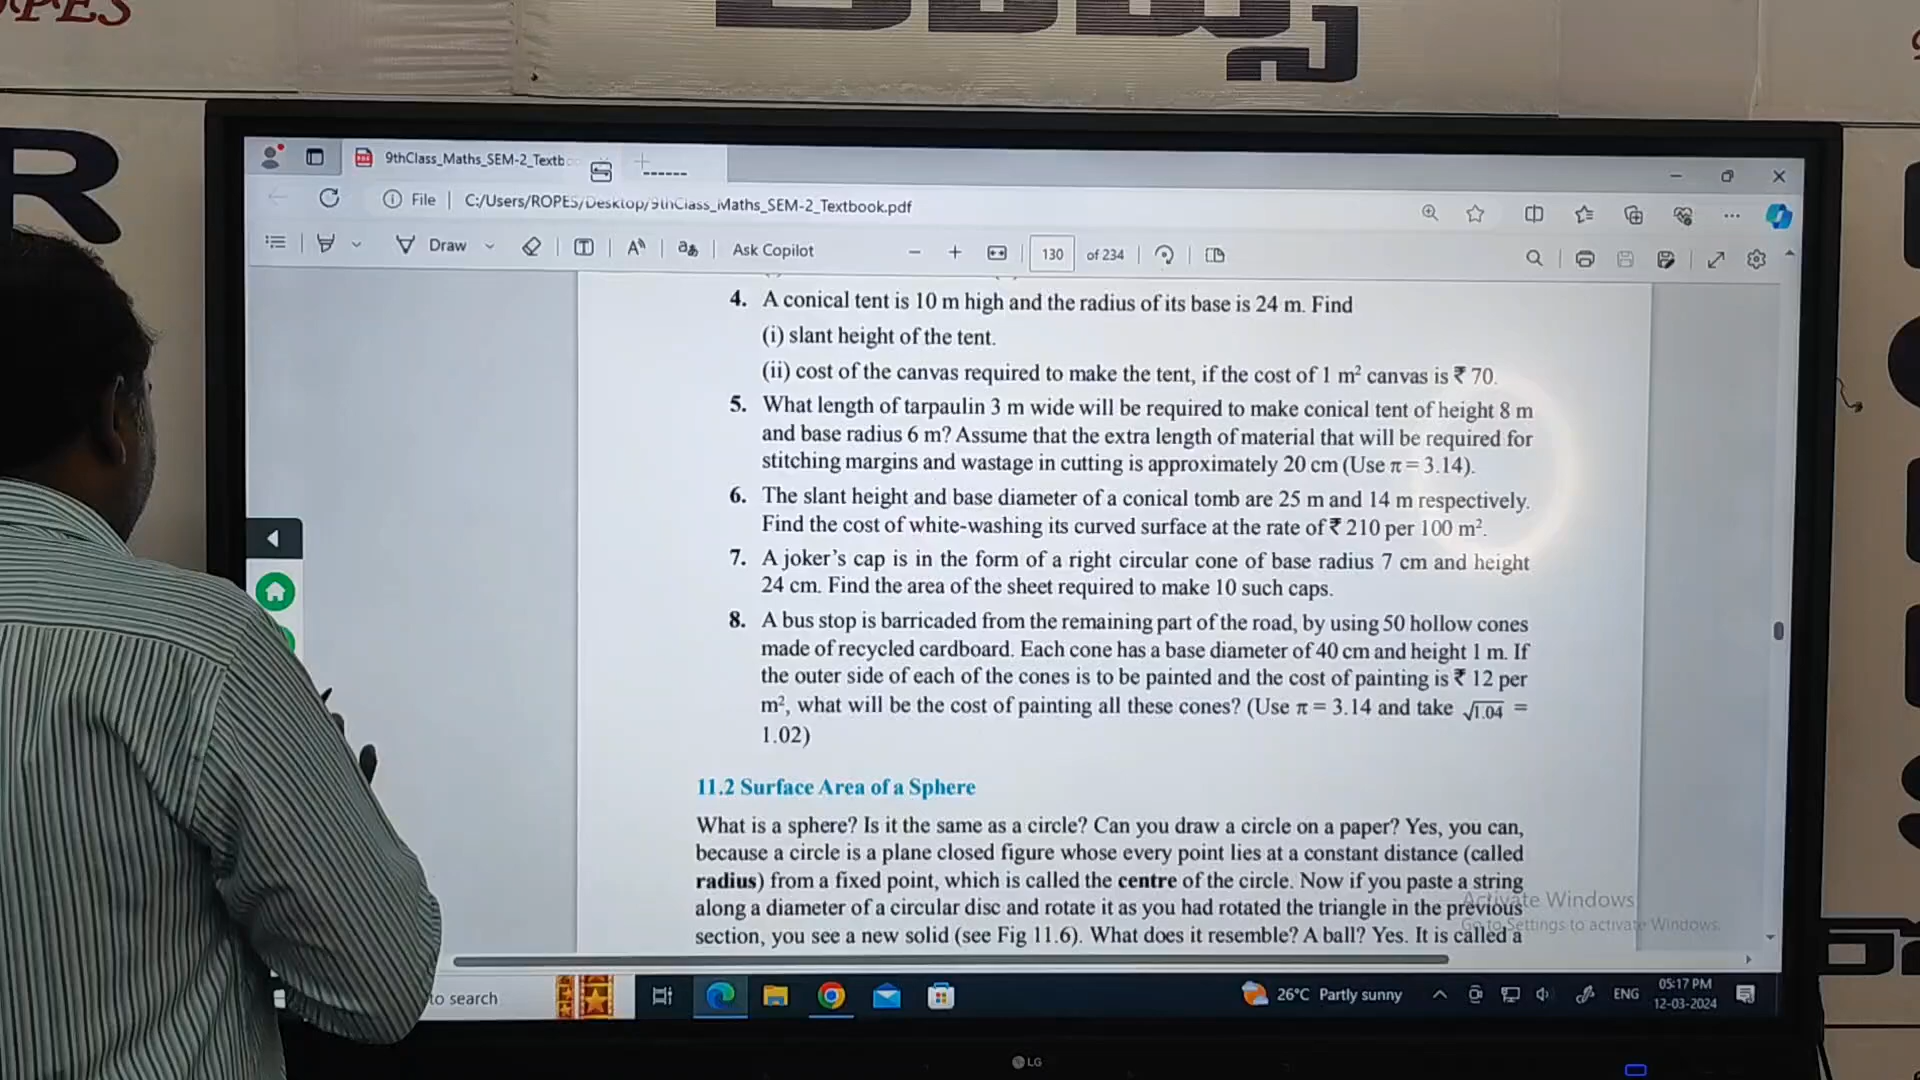 OPES
R
9thClass_Maths_SEM-2_Textbo
File
C:/Users/ROPES/Desktop/9thClass_Maths_SEM-2_Textbook.pdf
Draw
Ask Copilot
130 of 234
4. A conical tent is 10 m high and the radius of its base is 24 m. Find
(i) slant height of the tent.
(ii) cost of the canvas required to make the tent, if the cost of 1 m² canvas is ₹ 70.
5. What length of tarpaulin 3 m wide will be required to make conical tent of height 8 m
and base radius 6 m? Assume that the extra length of material that will be required for
stitching margins and wastage in cutting is approximately 20 cm (Use π = 3.14).
6. The slant height and base diameter of a conical tomb are 25 m and 14 m respectively.
Find the cost of white-washing its curved surface at the rate of ₹ 210 per 100 m².
7. A joker’s cap is in the form of a right circular cone of base radius 7 cm and height
24 cm. Find the area of the sheet required to make 10 such caps.
8. A bus stop is barricaded from the remaining part of the road, by using 50 hollow cones
made of recycled cardboard. Each cone has a base diameter of 40 cm and height 1 m. If
the outer side of each of the cones is to be painted and the cost of painting is ₹ 12 per
m², what will be the cost of painting all these cones? (Use π = 3.14 and take √1.04 =
1.02)
11.2 Surface Area of a Sphere
What is a sphere? Is it the same as a circle? Can you draw a circle on a paper? Yes, you can,
because a circle is a plane closed figure whose every point lies at a constant distance (called
radius) from a fixed point, which is called the centre of the circle. Now if you paste a string
along a diameter of a circular disc and rotate it as you had rotated the triangle in the previous
section, you see a new solid (see Fig 11.6). What does it resemble? A ball? Yes. It is called a
Activate Windows
Go to Settings to activate Windows.
to search
26°C Partly sunny
ENG
05:17 PM
12-03-2024
LG